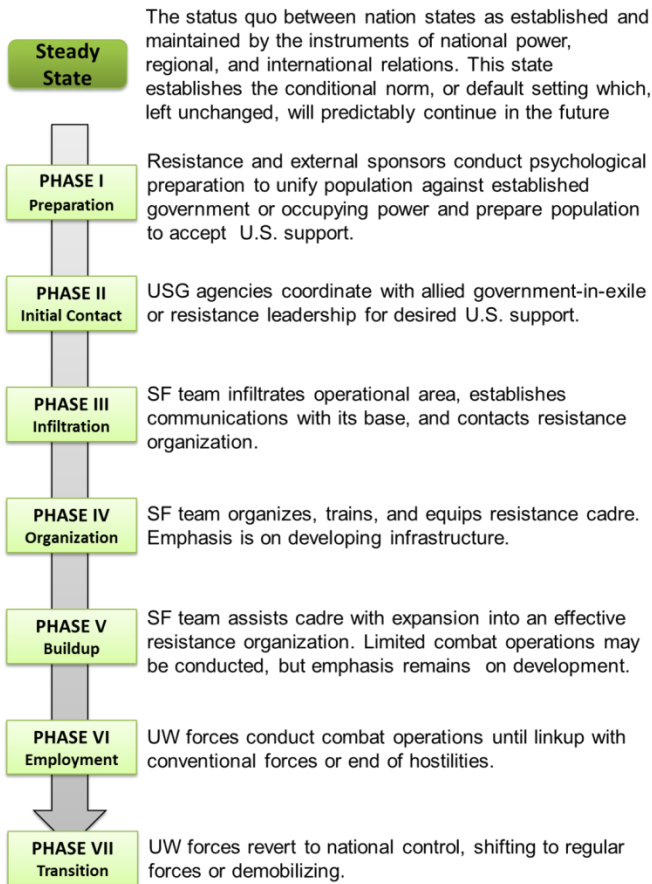 Steady
State
The status quo between nation states as established and
maintained by the instruments of national power,
regional, and international relations. This state
establishes the conditional norm, or default setting which,
left unchanged, will predictably continue in the future
PHASE I
Preparation
Resistance and external sponsors conduct psychological
preparation to unify population against established
government or occupying power and prepare population
to accept U.S. support.
PHASE II
Initial Contact
USG agencies coordinate with allied government-in-exile
or resistance leadership for desired U.S. support.
PHASE III
Infiltration
SF team infiltrates operational area, establishes
communications with its base, and contacts resistance
organization.
PHASE IV
Organization
SF team organizes, trains, and equips resistance cadre.
Emphasis is on developing infrastructure.
PHASE V
Buildup
SF team assists cadre with expansion into an effective
resistance organization. Limited combat operations may
be conducted, but emphasis remains on development.
PHASE VI
Employment
UW forces conduct combat operations until linkup with
conventional forces or end of hostilities.
PHASE VII
Transition
UW forces revert to national control, shifting to regular
forces or demobilizing.